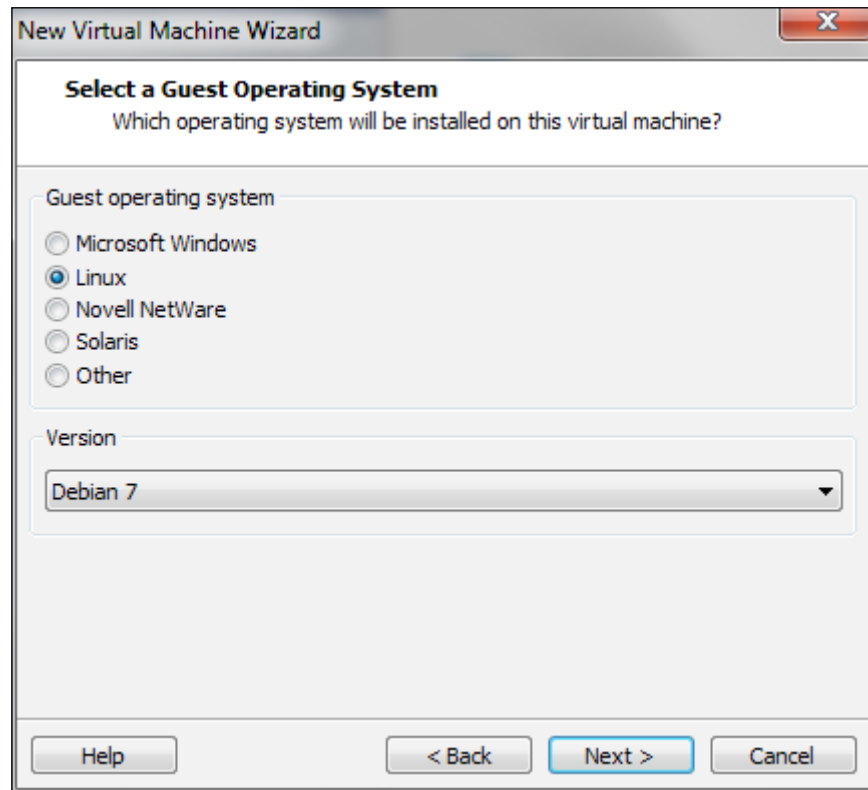 New Virtual Machine Wizard
Select a Guest Operating System
Which operating system will be installed on this virtual machine?
Guest operating system
Microsoft Windows
Linux
Novell NetWare
Solaris
Other
Version
Debian 7
Help
< Back
Next >
Cancel